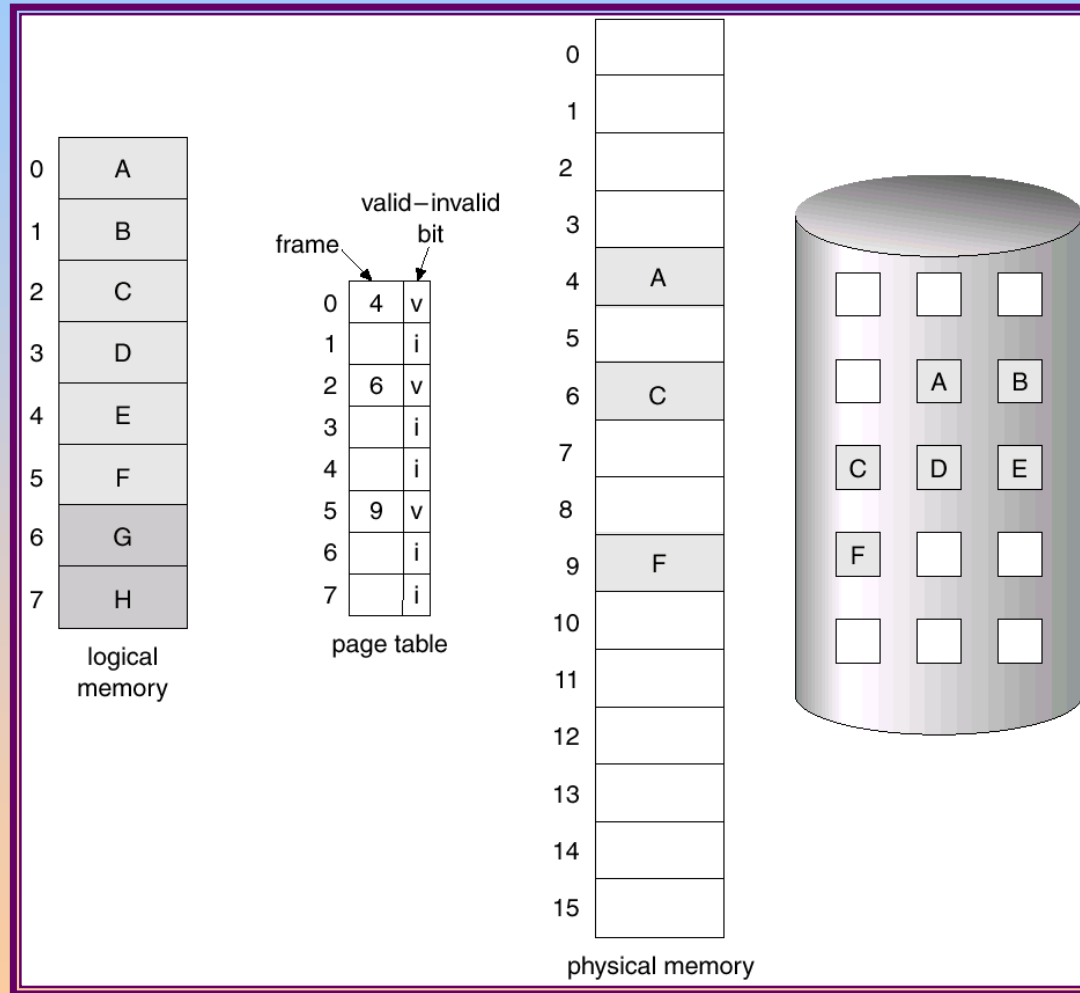 0 A
1 B
2 C
3 D
4 E
5 F
6 G
7 H
logical
memory
valid–invalid
bit
frame
0 4 v
1 i
2 6 v
3 i
4 i
5 9 v
6 i
7 i
page table
0
1
2
3
4 A
5
6 C
7
8
9 F
10
11
12
13
14
15
physical memory
A B
C D E
F